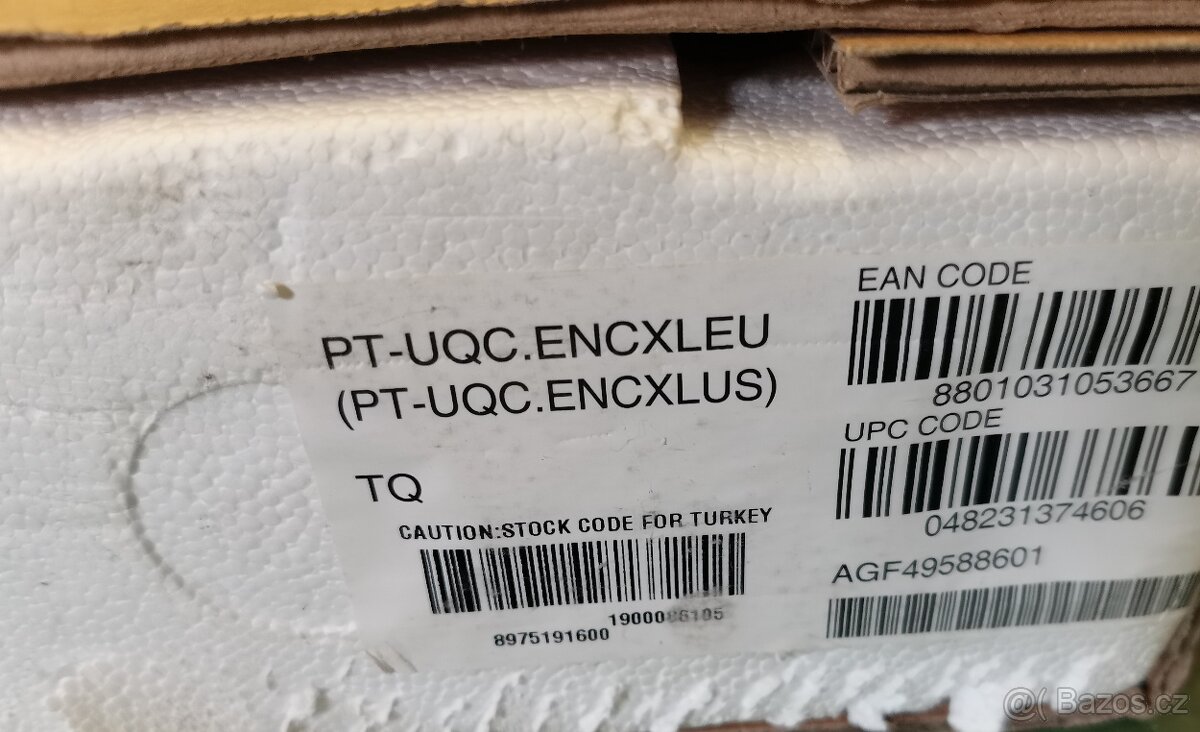 PT-UQC.ENCXLEU
(PT-UQC.ENCXLUS)
TQ
CAUTION:STOCK CODE FOR TURKEY
8975191600
EAN CODE
8801031053667
UPC CODE
048231374606
AGF49588601
@( Bazos.cz